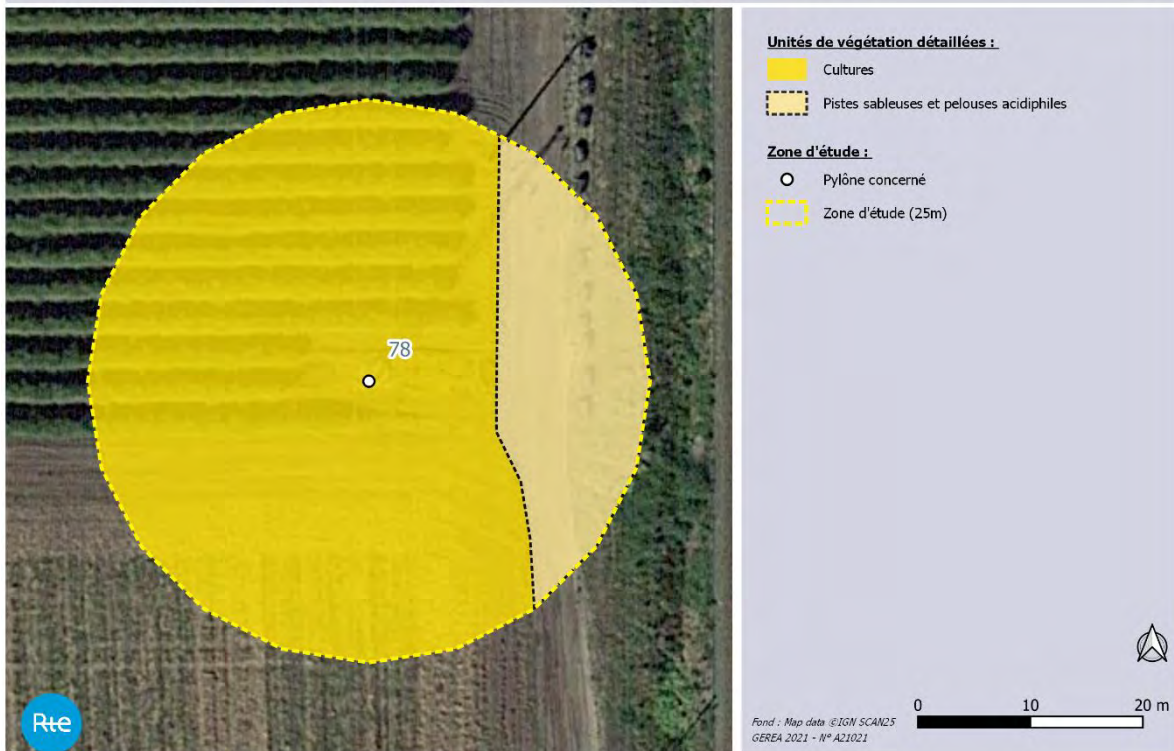 78
Rte
Unités de végétation détaillées :
Cultures
Pistes sableuses et pelouses acidiphiles
Zone d'étude :
Pylône concerné
Zone d'étude (25m)
0 10 20 m
Fond : Map data ©IGN SCAN25
GEREA 2021 - N° A21021